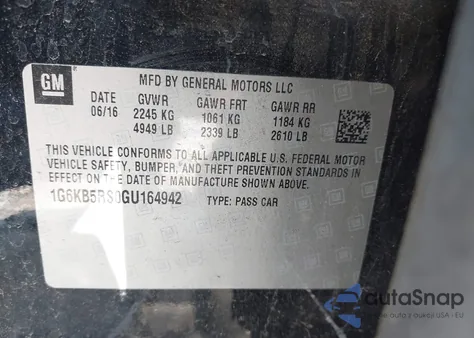 GM
MFD BY GENERAL MOTORS LLC
DATE GVWR GAWR FRT GAWR RR
06/16 2245 KG 1061 KG 1184 KG
4949 LB 2339 LB 2610 LB
THIS VEHICLE CONFORMS TO ALL APPLICABLE U.S. FEDERAL MOTOR
VEHICLE SAFETY, BUMPER, AND THEFT PREVENTION STANDARDS
IN EFFECT ON THE DATE OF MANUFACTURE SHOWN ABOVE.
1G6KB5RS0GU164942 TYPE: PASS CAR
autaSnap